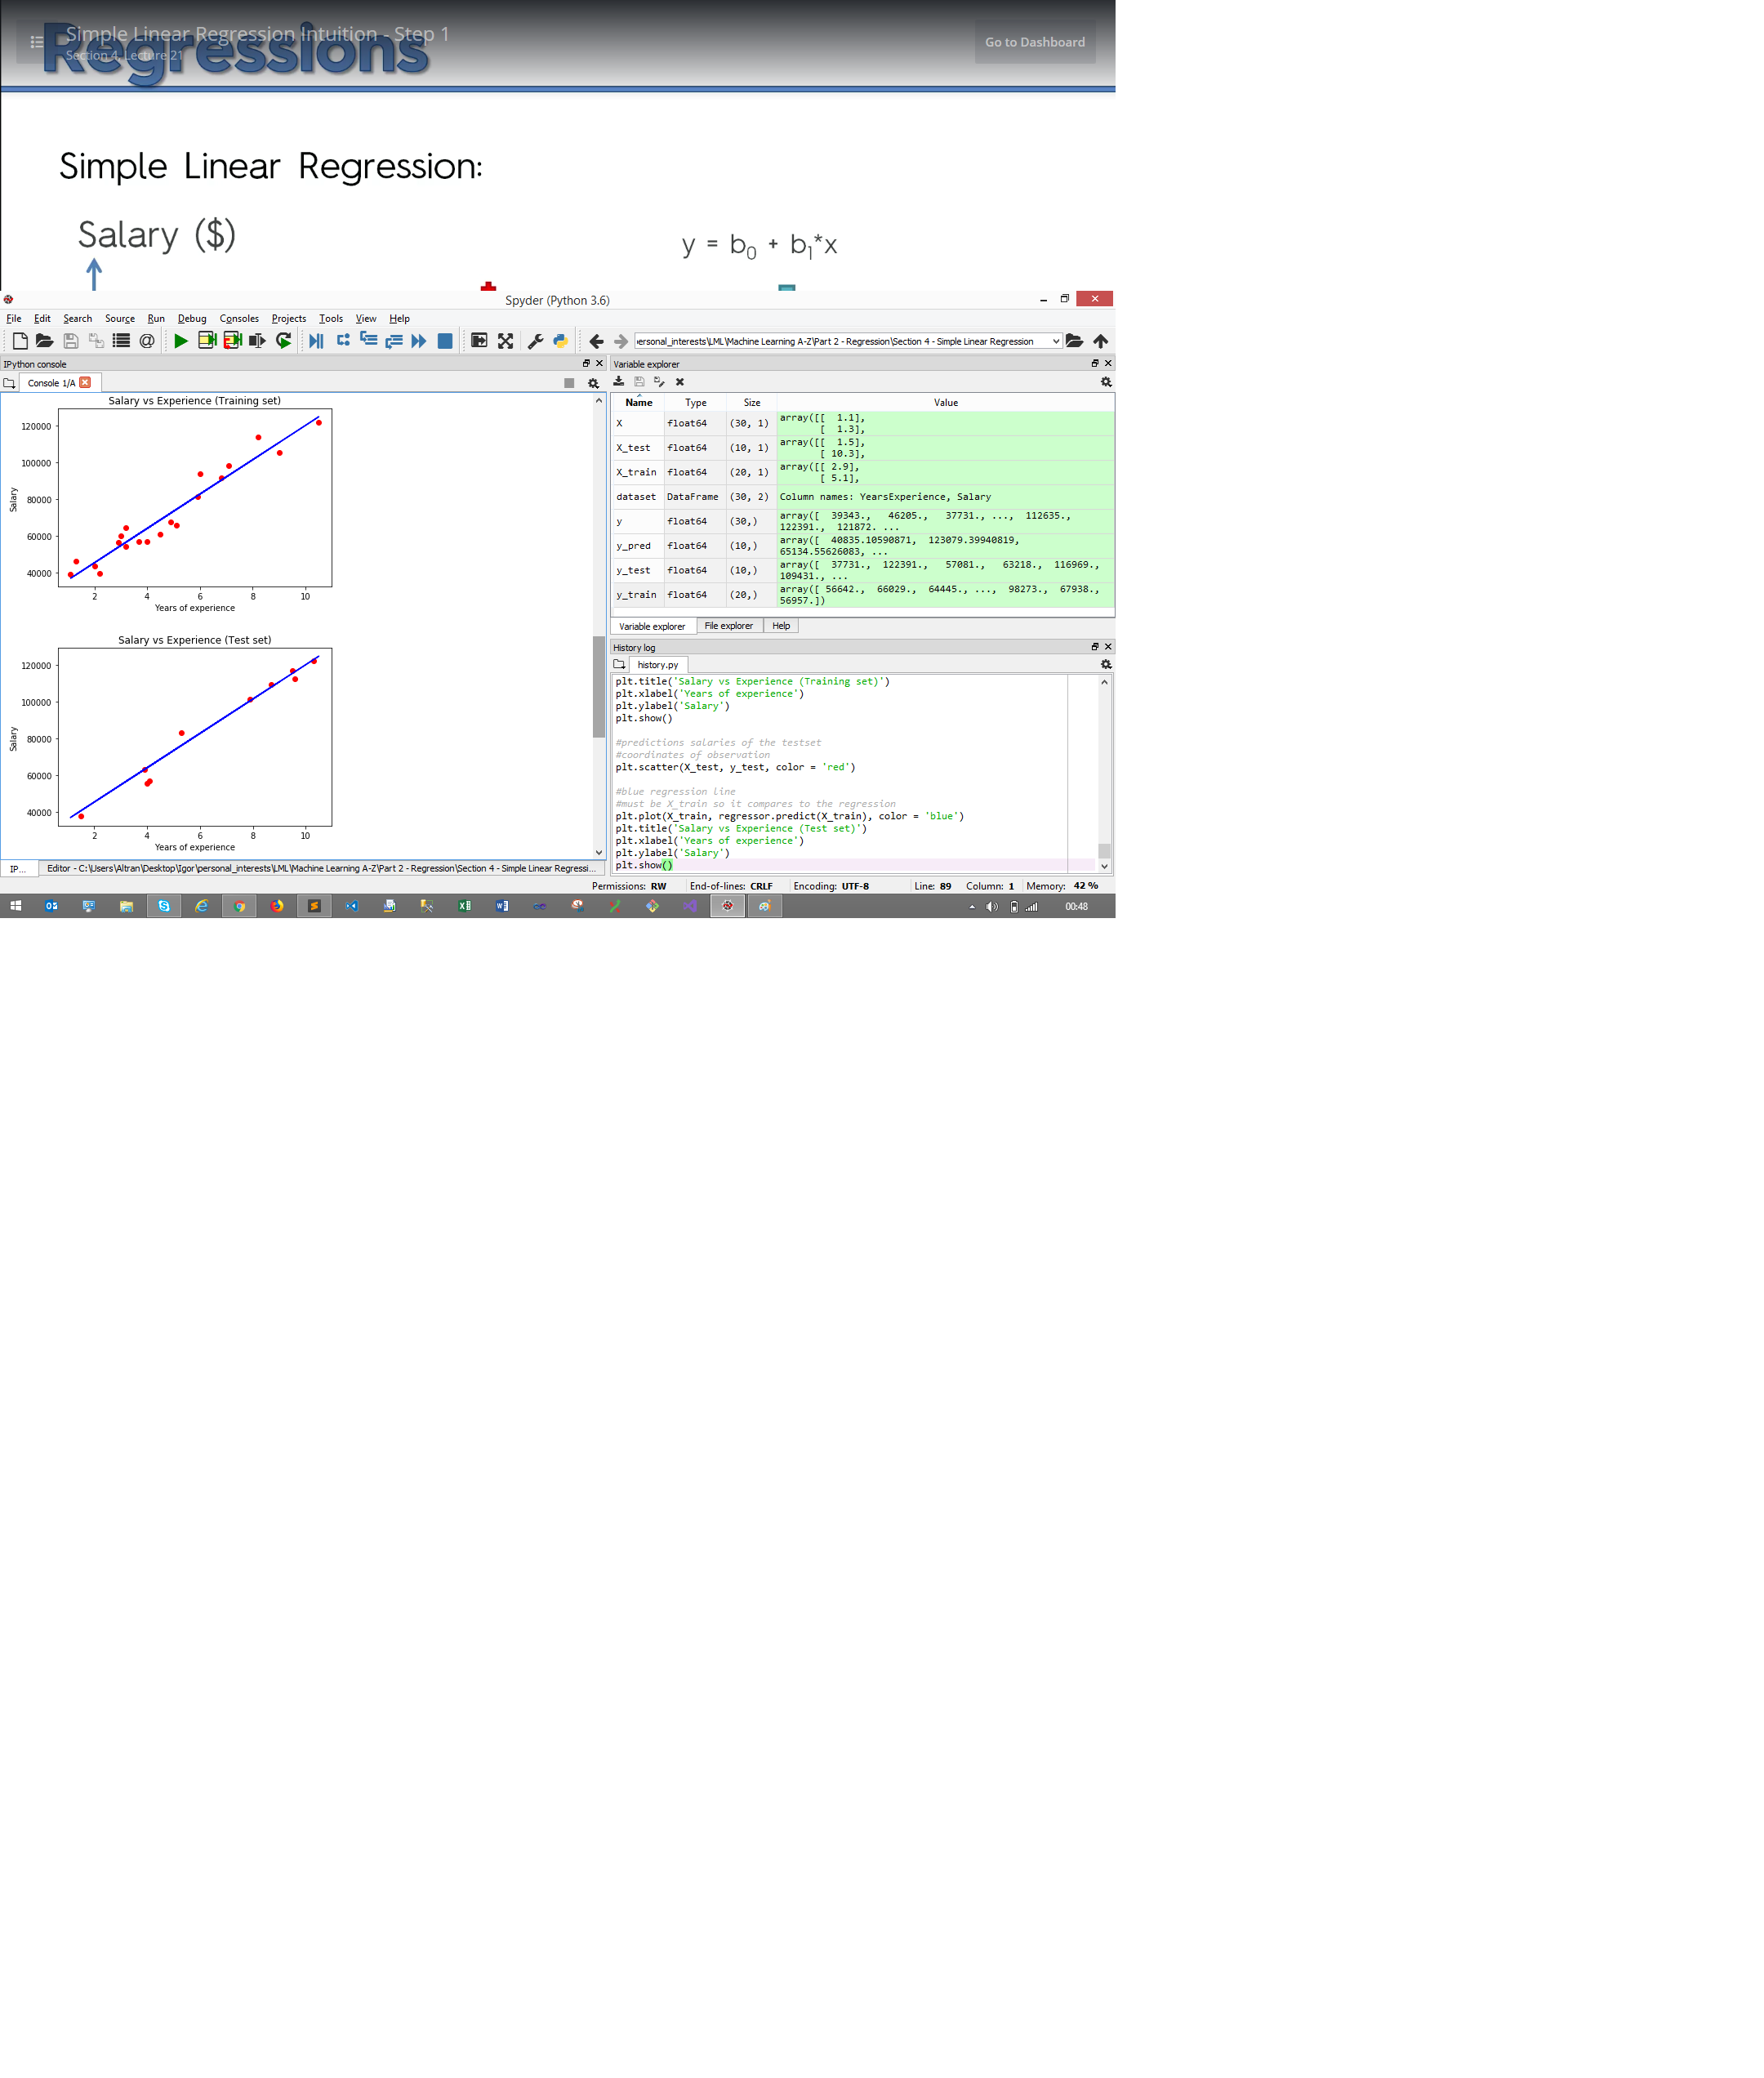 Regressions
Simple Linear Regression Intuition - Step 1
Section 4, Lecture 21
Go to Dashboard
Simple Linear Regression:
Salary ($)
y = b0 + b1*x
Spyder (Python 3.6)
File Edit Search Source Run Debug Consoles Projects Tools View Help
ersonal_interests\LML\Machine Learning A-Z\Part 2 - Regression\Section 4 - Simple Linear Regression
IPython console
Console 1/A
Salary vs Experience (Training set)
120000
100000
80000
60000
40000
Salary
2 4 6 8 10
Years of experience
Salary vs Experience (Test set)
120000
100000
80000
60000
40000
Salary
2 4 6 8 10
Years of experience
IP...
Editor - C:\Users\Altran\Desktop\Igor\personal_interests\LML\Machine Learning A-Z\Part 2 - Regression\Section 4 - Simple Linear Regressi...
Variable explorer
Name Type Size Value
X float64 (30, 1) array([[ 1.1],
[ 1.3],
X_test float64 (10, 1) array([[ 1.5],
[ 10.3],
X_train float64 (20, 1) array([[ 2.9],
[ 5.1],
dataset DataFrame (30, 2) Column names: YearsExperience, Salary
y float64 (30,) array([ 39343., 46205., 37731., ..., 112635.,
122391., 121872. ...
y_pred float64 (10,) array([ 40835.10590871, 123079.39940819,
65134.55626083, ...
y_test float64 (10,) array([ 37731., 122391., 57081., 63218., 116969.,
109431., ...
y_train float64 (20,) array([ 56642., 66029., 64445., ..., 98273., 67938.,
56957.])
Variable explorer File explorer Help
History log
history.py
plt.title('Salary vs Experience (Training set)')
plt.xlabel('Years of experience')
plt.ylabel('Salary')
plt.show()
#predictions salaries of the testset
#coordinates of observation
plt.scatter(X_test, y_test, color = 'red')
#blue regression line
#must be X_train so it compares to the regression
plt.plot(X_train, regressor.predict(X_train), color = 'blue')
plt.title('Salary vs Experience (Test set)')
plt.xlabel('Years of experience')
plt.ylabel('Salary')
plt.show()
Permissions: RW End-of-lines: CRLF Encoding: UTF-8 Line: 89 Column: 1 Memory: 42 %
00:48